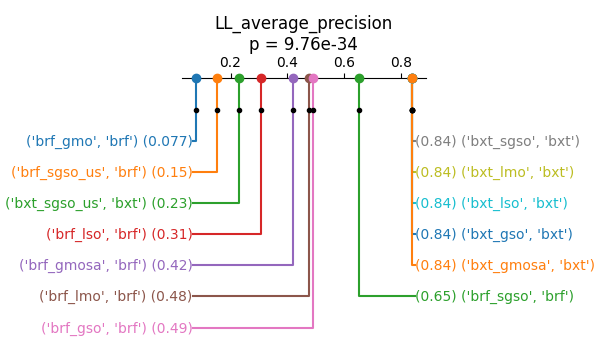 LL_average_precision
p = 9.76e-34
0.2 0.4 0.6 0.8
('brf_gmo', 'brf') (0.077) (0.84) ('bxt_sgso', 'bxt')
('brf_sgso_us', 'brf') (0.15) (0.84) ('bxt_lmo', 'bxt')
('bxt_sgso_us', 'bxt') (0.23) (0.84) ('bxt_lso', 'bxt')
('brf_lso', 'brf') (0.31) (0.84) ('bxt_gso', 'bxt')
('brf_gmosa', 'brf') (0.42) (0.84) ('bxt_gmosa', 'bxt')
('brf_lmo', 'brf') (0.48) (0.65) ('brf_sgso', 'brf')
('brf_gso', 'brf') (0.49)